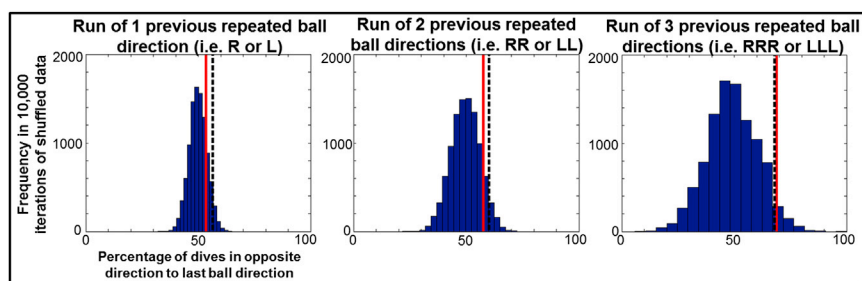 Run of 1 previous repeated ball
direction (i.e. R or L)
Run of 2 previous repeated
ball directions (i.e. RR or LL)
Run of 3 previous repeated ball
directions (i.e. RRR or LLL)
Frequency in 10,000
iterations of shuffled data
2000
1000
0
0
50
100
2000
1000
0
0
50
100
2000
1000
0
0
50
100
Percentage of dives in opposite
direction to last ball direction